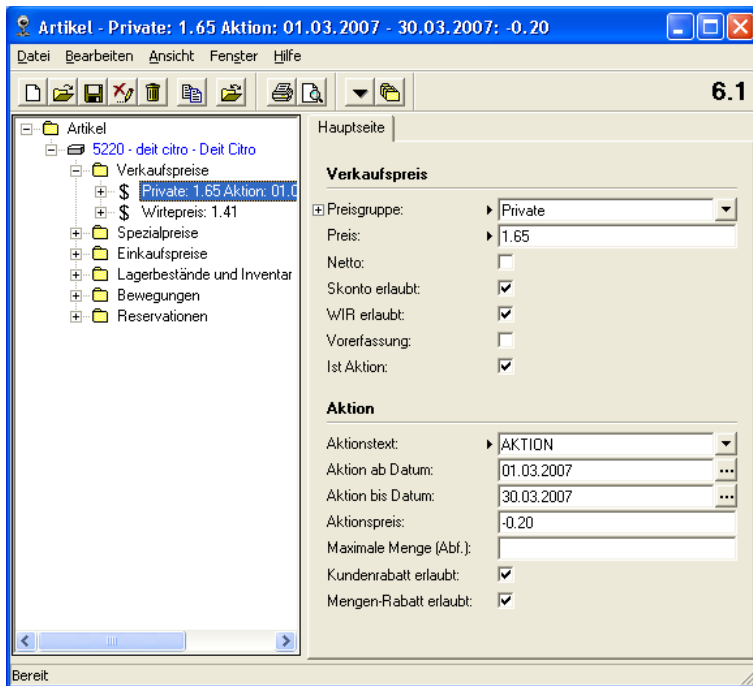 Artikel - Private: 1.65 Aktion: 01.03.2007 - 30.03.2007: -0.20
Datei Bearbeiten Ansicht Fenster Hilfe
6.1
Artikel
5220 - deit citro - Deit Citro
Verkaufspreise
$ Private: 1.65 Aktion: 01.0
$ Wirtepreis: 1.41
Spezialpreise
Einkaufspreise
Lagerbestände und Inventar
Bewegungen
Reservationen
Hauptseite
Verkaufspreis
Preisgruppe: Private
Preis: 1.65
Netto:
Skonto erlaubt:
WIR erlaubt:
Vorerfassung:
Ist Aktion:
Aktion
Aktionstext: AKTION
Aktion ab Datum: 01.03.2007 ...
Aktion bis Datum: 30.03.2007 ...
Aktionspreis: -0.20
Maximale Menge (Abf.):
Kundenrabatt erlaubt:
Mengen-Rabatt erlaubt:
Bereit